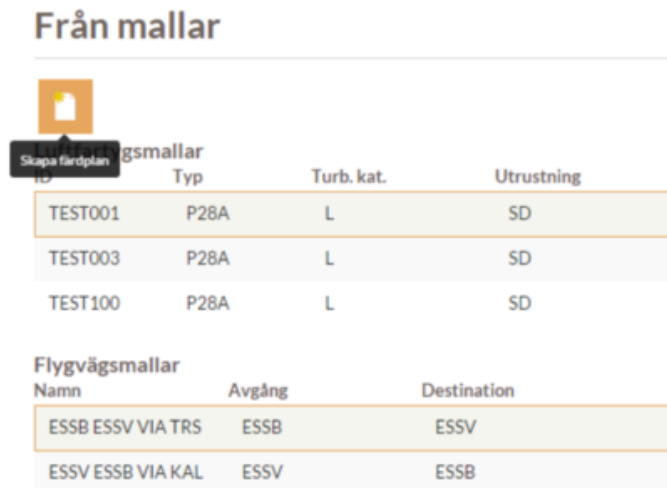 Från mallar
Skapa färdplan
Luftfartygsmallar
ID Typ Turb. kat. Utrustning
TEST001 P28A L SD
TEST003 P28A L SD
TEST100 P28A L SD
Flygvägsmallar
Namn Avgång Destination
ESSB ESSV VIA TRS ESSB ESSV
ESSV ESSB VIA KAL ESSV ESSB